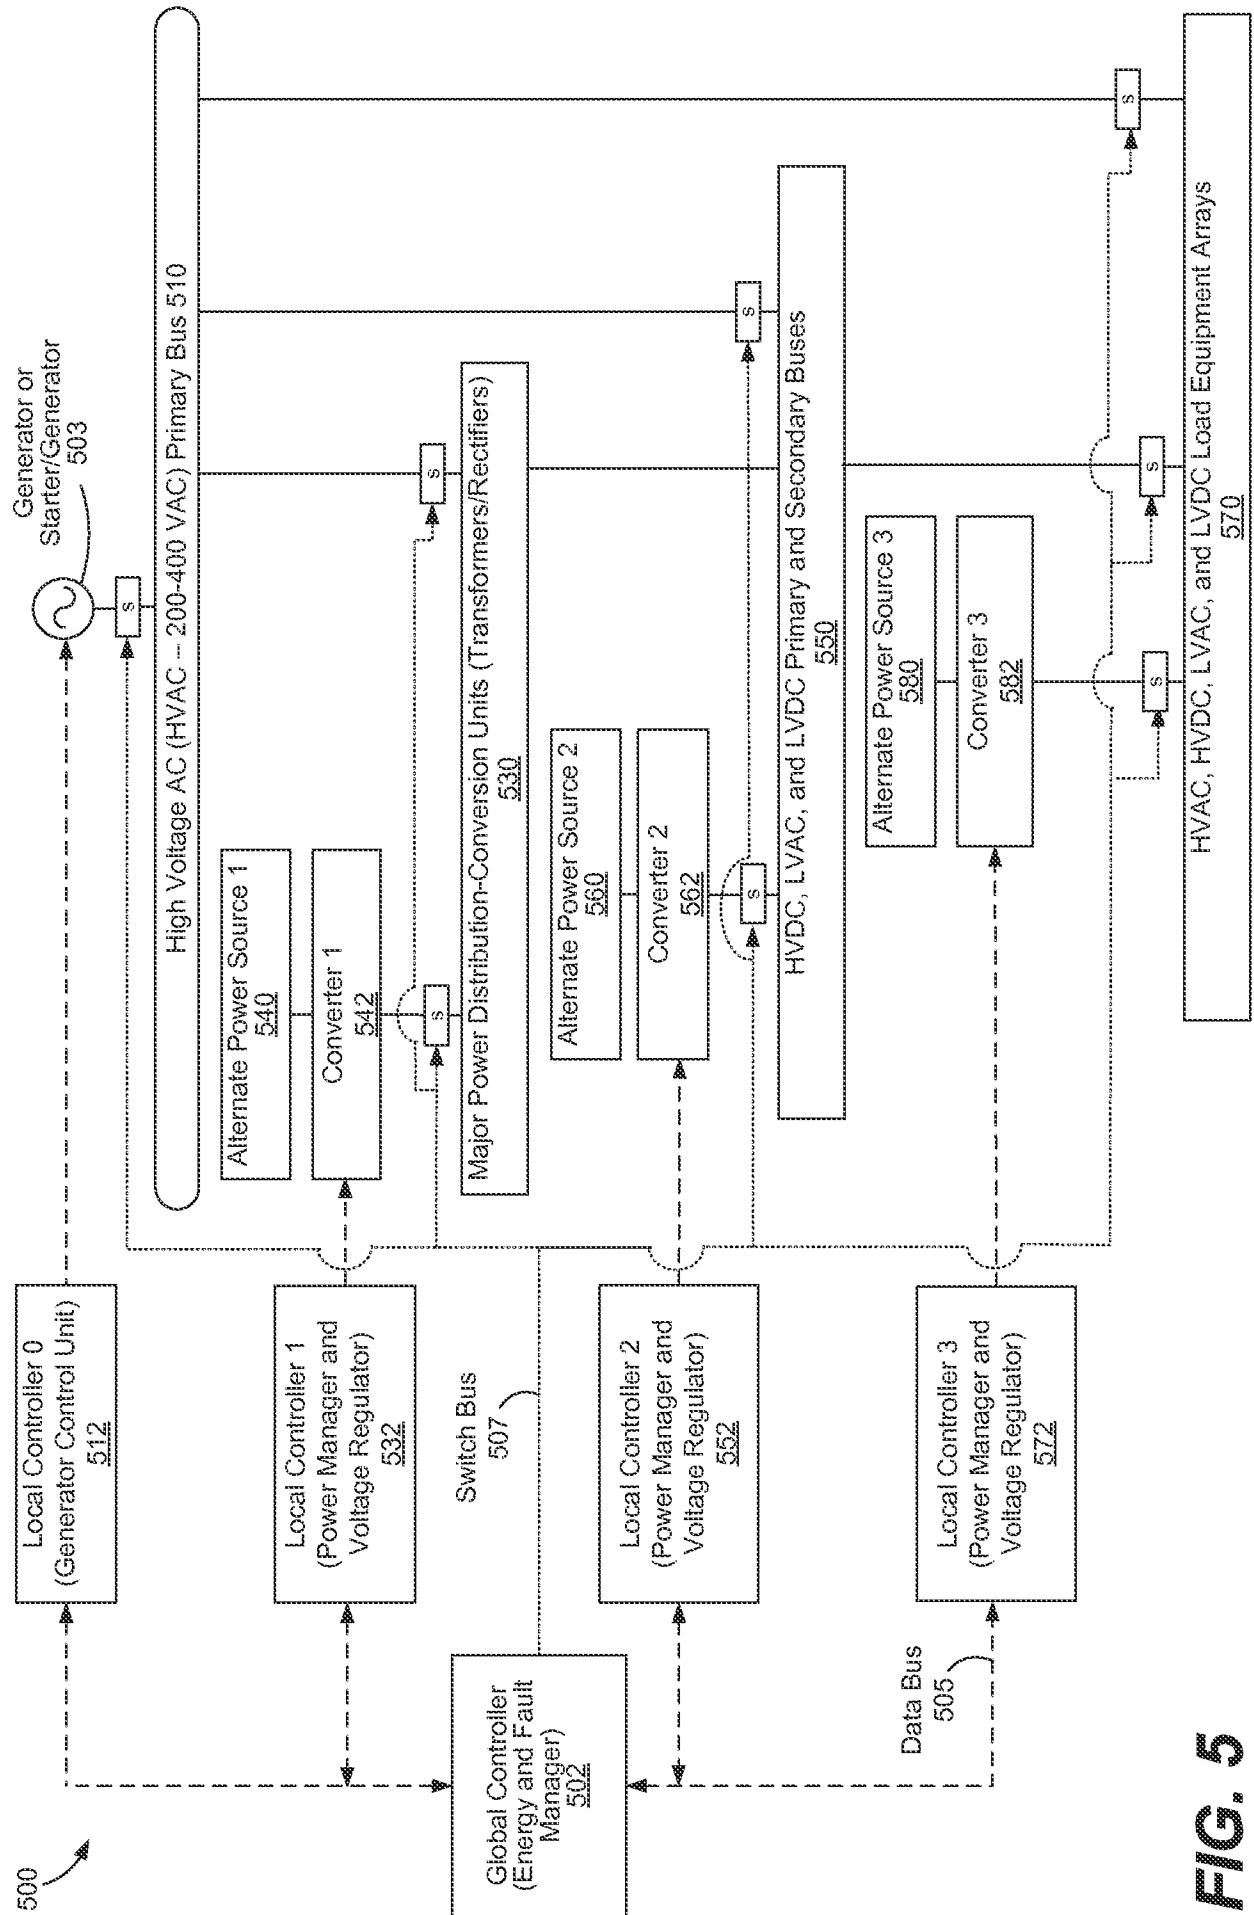 500
Generator or
Starter/Generator
503
Local Controller 0
(Generator Control Unit)
512
s
High Voltage AC (HVAC – 200-400 VAC) Primary Bus 510
Alternate Power Source 1
540
Local Controller 1
(Power Manager and
Voltage Regulator)
532
Converter 1
542
s
s
Major Power Distribution-Conversion Units (Transformers/Rectifiers)
530
Global Controller
(Energy and Fault
Manager)
502
Switch Bus
507
Alternate Power Source 2
560
Local Controller 2
(Power Manager and
Voltage Regulator)
552
Converter 2
562
s
s
HVDC, LVAC, and LVDC Primary and Secondary Buses
550
Alternate Power Source 3
580
Data Bus
505
Local Controller 3
(Power Manager and
Voltage Regulator)
572
Converter 3
582
s
s
s
HVAC, HVDC, LVAC, and LVDC Load Equipment Arrays
570
FIG. 5